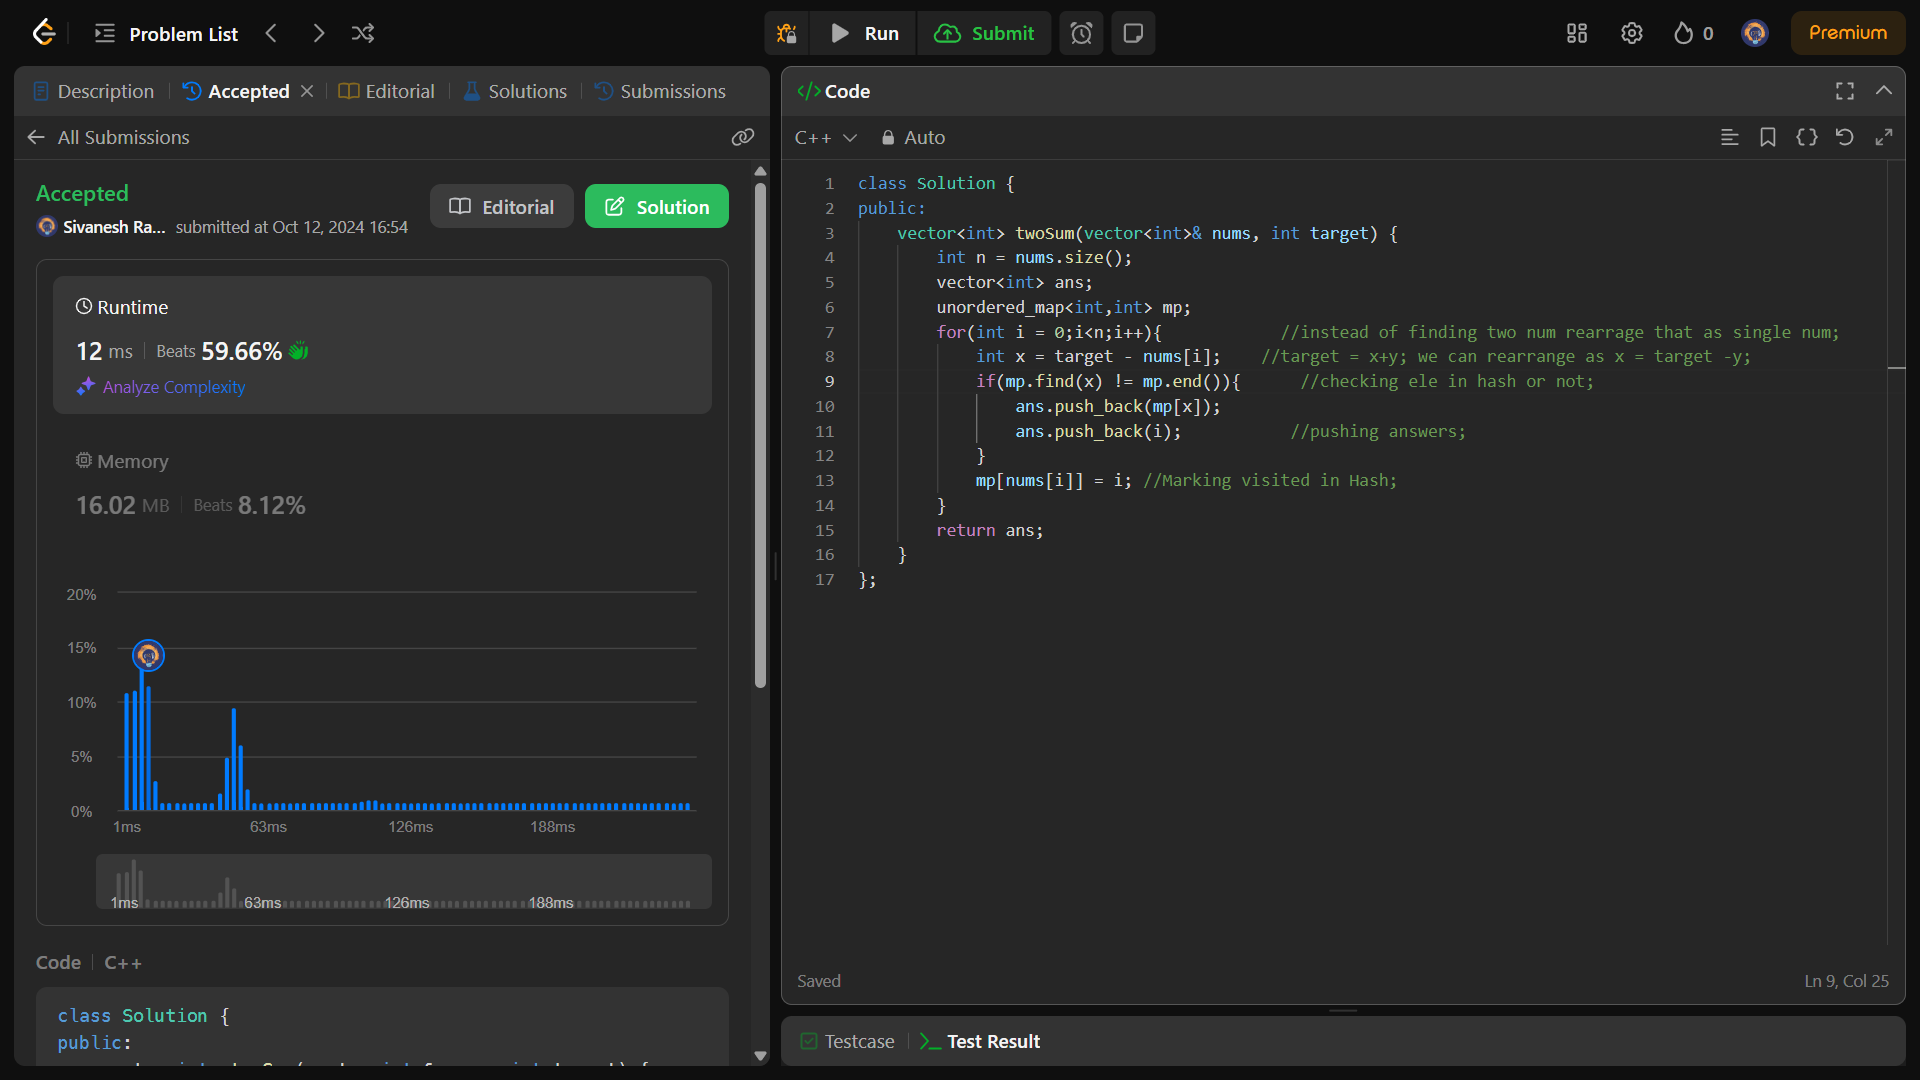 Problem List
Run
Submit
0
Premium
Description
Accepted
Editorial
Solutions
Submissions
All Submissions
Accepted
Sivanesh Ra... submitted at Oct 12, 2024 16:54
Editorial
Solution
Runtime
12 ms Beats 59.66%
Analyze Complexity
Memory
16.02 MB Beats 8.12%
20%
15%
10%
5%
0%
1ms 63ms 126ms 188ms
1ms 63ms 126ms 188ms
Code C++
class Solution {
public:
</> Code
C++ Auto
1 class Solution {
2 public:
3 vector<int> twoSum(vector<int>& nums, int target) {
4 int n = nums.size();
5 vector<int> ans;
6 unordered_map<int,int> mp;
7 for(int i = 0;i<n;i++){ //instead of finding two num rearrage that as single num;
8 int x = target - nums[i]; //target = x+y; we can rearrange as x = target -y;
9 if(mp.find(x) != mp.end()){ //checking ele in hash or not;
10 ans.push_back(mp[x]);
11 ans.push_back(i); //pushing answers;
12 }
13 mp[nums[i]] = i; //Marking visited in Hash;
14 }
15 return ans;
16 }
17 };
Saved
Ln 9, Col 25
Testcase
Test Result